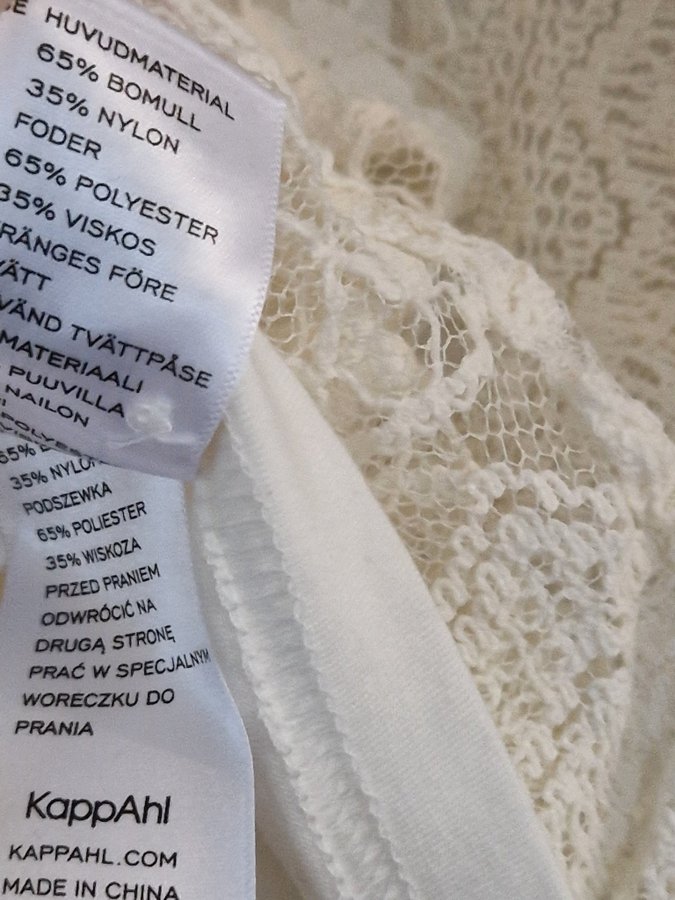 HUVUDMATERIAL
65% BOMULL
35% NYLON
FODER
65% POLYESTER
35% VISKOS
RÄNGES FÖRE
VÄTT
VÄND TVÄTTPÅSE
MATERIAALI
PUUVILLA
NAILON
35% NYLON
PODSZEWKA
65% POLIESTER
35% WISKOZA
PRZED PRANIEM
ODWRÓCIĆ NA
DRUGĄ STRONĘ
PRAĆ W SPECJALNYM
WORECZKU DO
PRANIA
KappAhl
KAPPAHL.COM
MADE IN CHINA